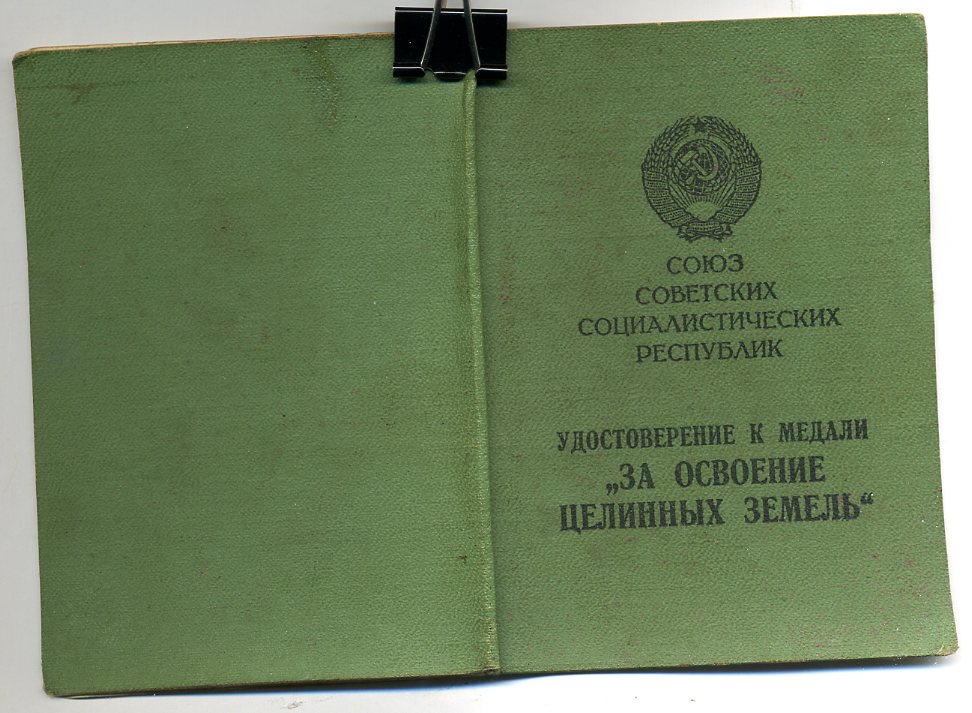 СОЮЗ
СОВЕТСКИХ
СОЦИАЛИСТИЧЕСКИХ
РЕСПУБЛИК
УДОСТОВЕРЕНИЕ К МЕДАЛИ
„ЗА ОСВОЕНИЕ
ЦЕЛИННЫХ ЗЕМЕЛЬ“